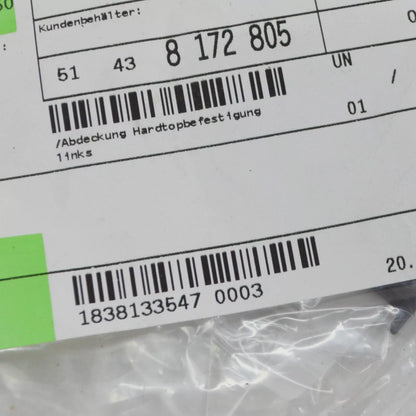 Kundenbehälter:
51 43 8 172 805
UN /
/Abdeckung Hardtopbefestigung
links
01
20.
1838133547 0003